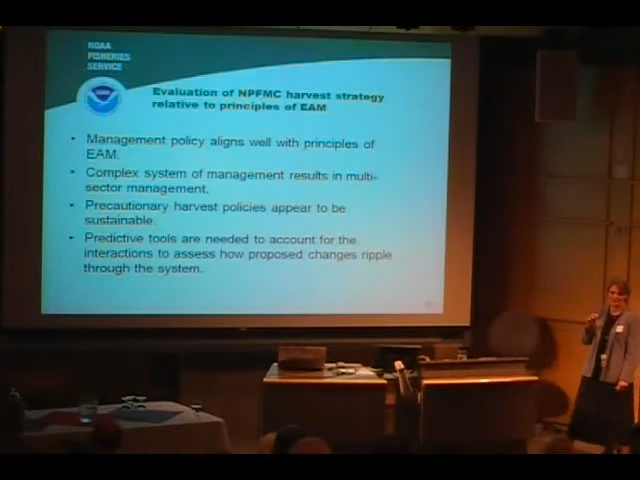 NOAA
FISHERIES
SERVICE
Evaluation of NPFMC harvest strategy
relative to principles of EAM
• Management policy aligns well with principles of
EAM.
• Complex system of management results in multi-
sector management.
• Precautionary harvest policies appear to be
sustainable.
• Predictive tools are needed to account for the
interactions to assess how proposed changes ripple
through the system.